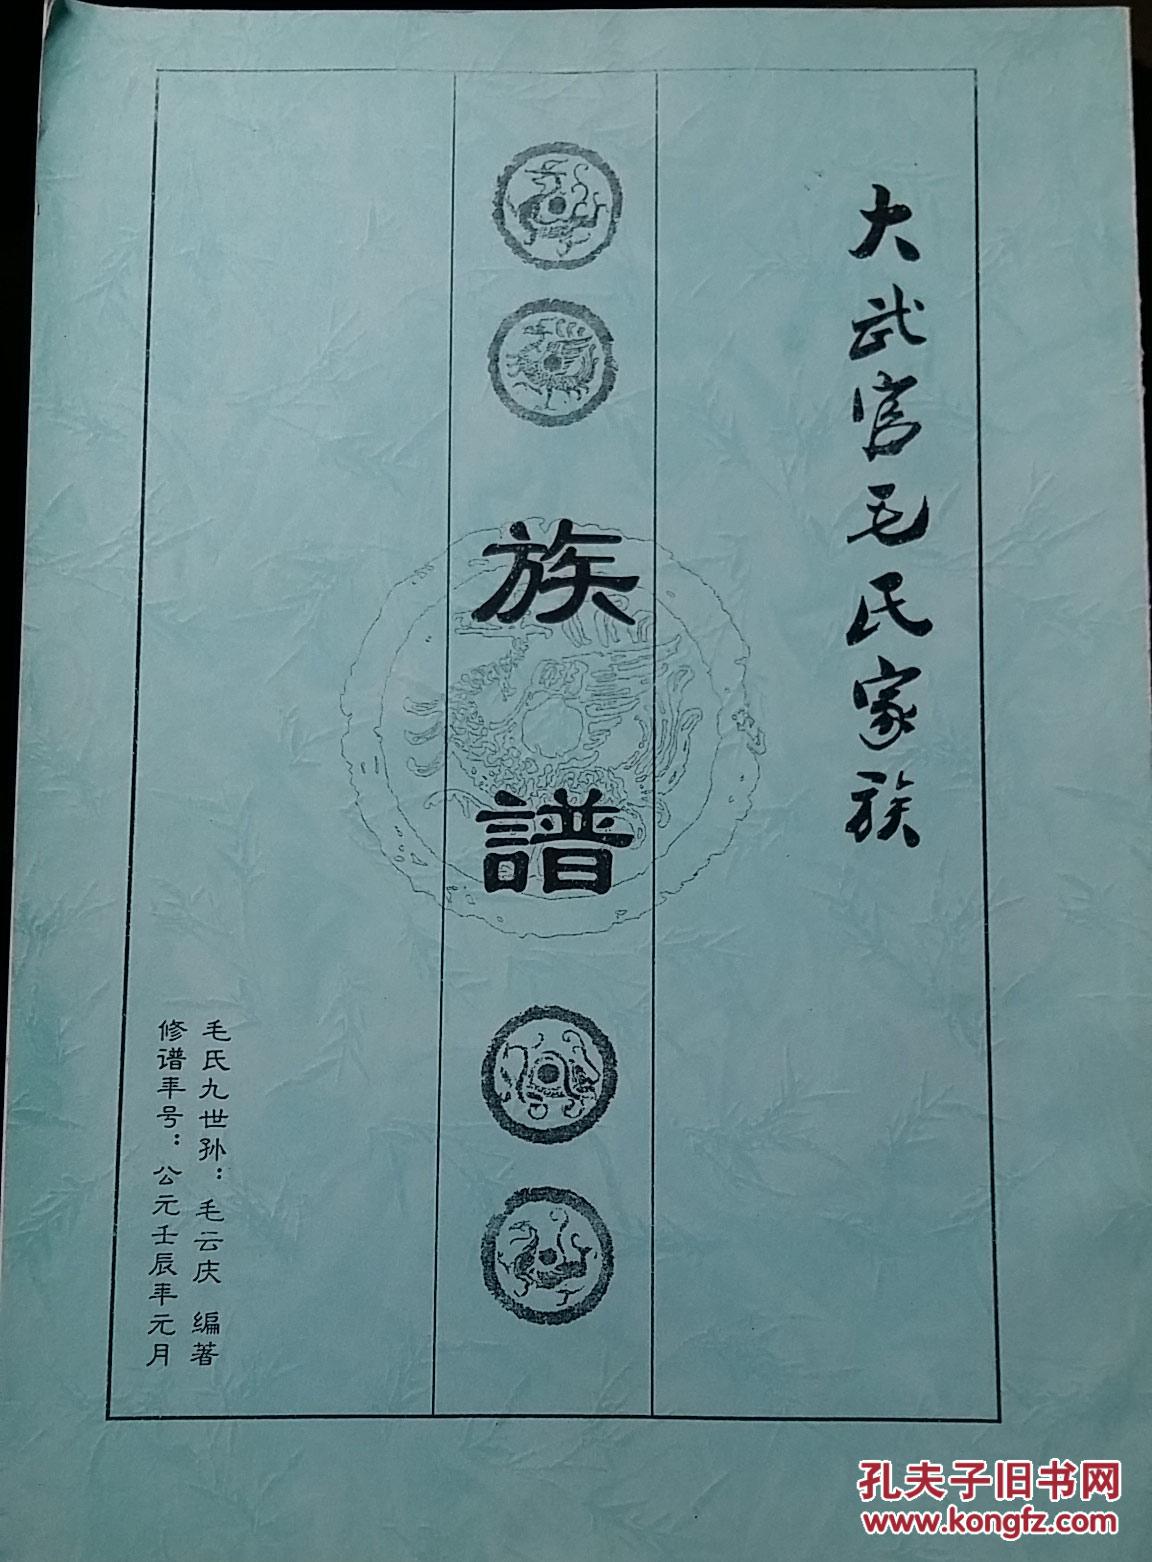 大武官毛氏家族
族譜
毛氏九世孙：毛云庆 编著
修谱年号：公元壬辰年元月
孔夫子旧书网
www.kongfz.com